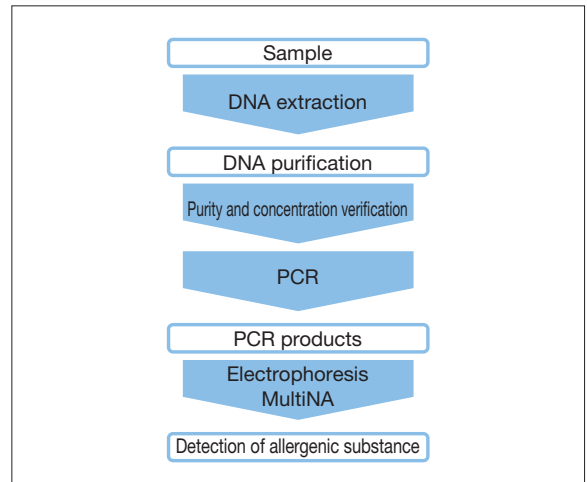 Sample
DNA extraction
DNA purification
Purity and concentration verification
PCR
PCR products
Electrophoresis
MultiNA
Detection of allergenic substance